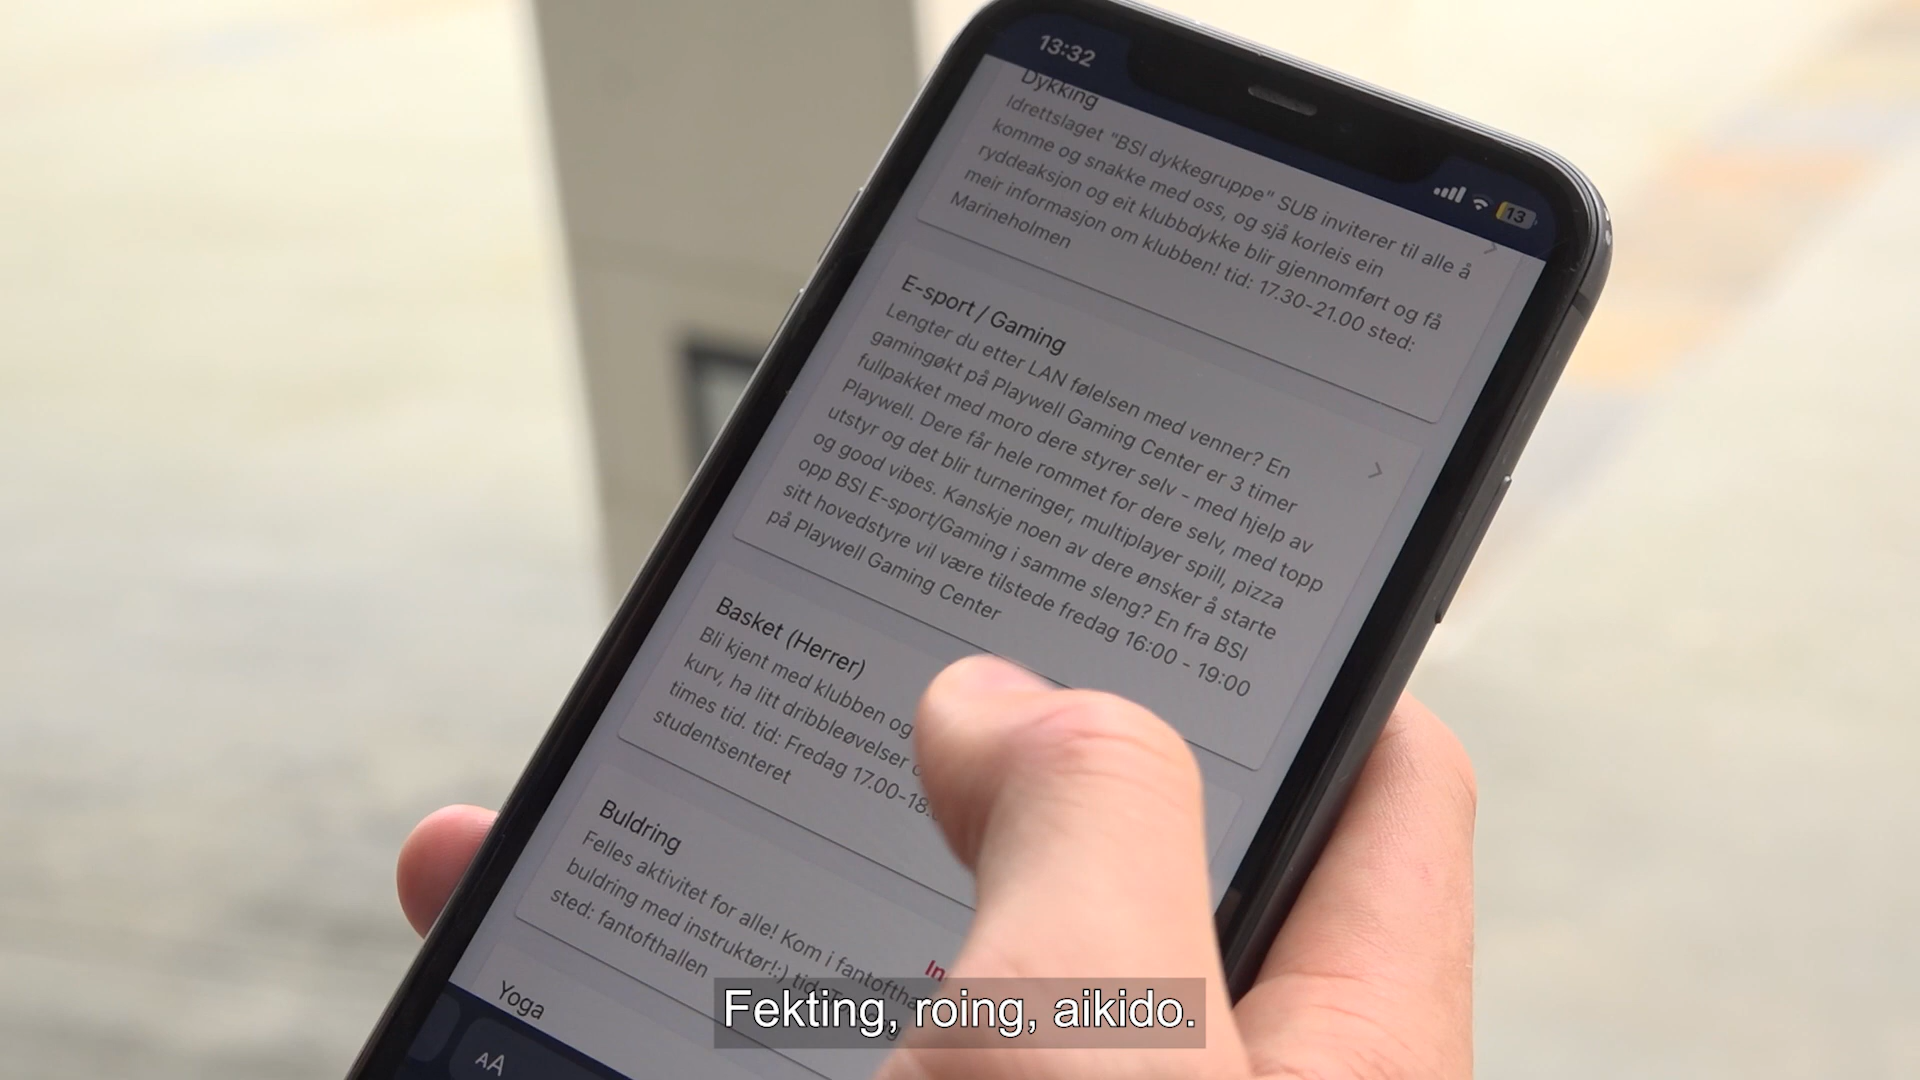 13:32
13
Dykking
Idrettslaget "BSI dykkegruppe" SUB inviterer til alle å
komme og snakke med oss, og sjå korleis ein
ryddeaksjon og eit klubbdykke blir gjennomført og få
meir informasjon om klubben! tid: 17.30-21.00 sted:
Marineholmen
E-sport / Gaming
Lengter du etter LAN følelsen med venner? En
gamingøkt på Playwell Gaming Center er 3 timer
fullpakket med moro dere styrer selv - med hjelp av
Playwell. Dere får hele rommet for dere selv, med topp
utstyr og det blir turneringer, multiplayer spill, pizza
og good vibes. Kanskje noen av dere ønsker å starte
opp BSI E-sport/Gaming i samme sleng? En fra BSI
sitt hovedstyre vil være tilstede fredag 16:00 - 19:00
på Playwell Gaming Center
Basket (Herrer)
Bli kjent med klubben og
kurv, ha litt dribbleøvelser
times tid. tid: Fredag 17.00-18.
studentsenteret
Buldring
Felles aktivitet for alle! Kom i
buldring med instruktør!:)
sted: fantofthallen
Yoga
AA
Fekting, roing, aikido.